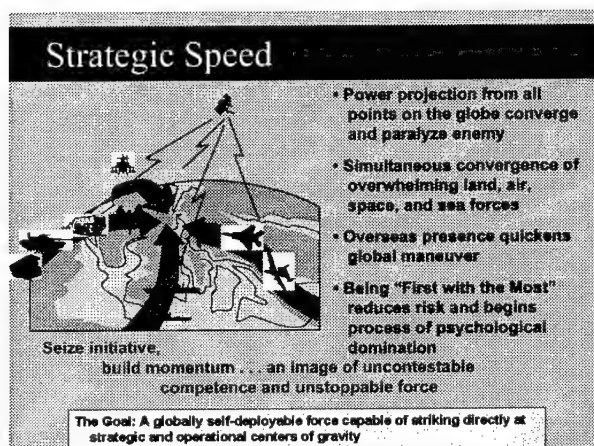 Strategic Speed
• Power projection from all
points on the globe converge
and paralyze enemy
• Simultaneous convergence of
overwhelming land, air,
space, and sea forces
• Overseas presence quickens
global maneuver
• Being "First with the Most"
reduces risk and begins
process of psychological
domination
Seize initiative,
build momentum . . . an image of uncontestable
competence and unstoppable force
The Goal: A globally self-deployable force capable of striking directly at
strategic and operational centers of gravity